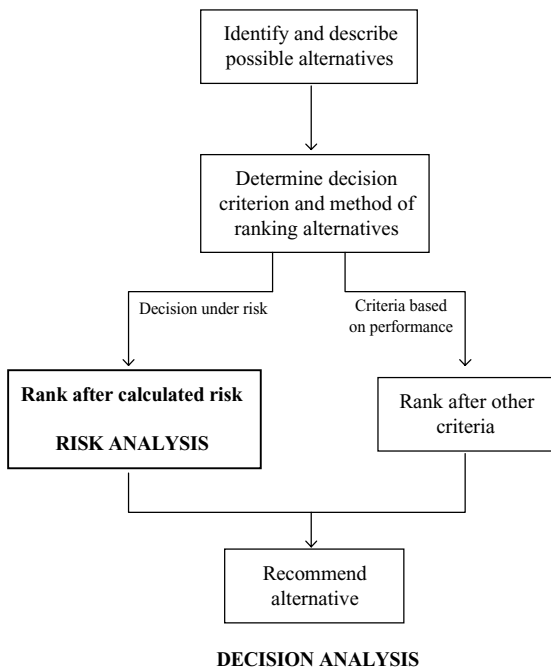 Identify and describe
possible alternatives
Determine decision
criterion and method of
ranking alternatives
Decision under risk
Criteria based
on performance
Rank after calculated risk
RISK ANALYSIS
Rank after other
criteria
Recommend
alternative
DECISION ANALYSIS